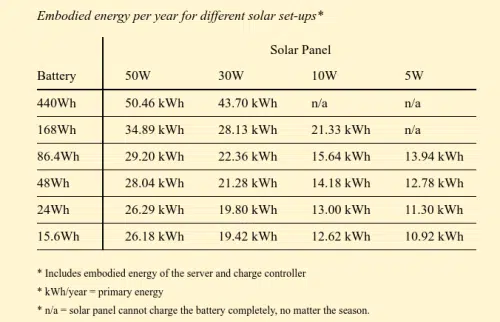 Embodied energy per year for different solar set-ups*
Solar Panel
Battery 50W 30W 10W 5W
440Wh 50.46 kWh 43.70 kWh n/a n/a
168Wh 34.89 kWh 28.13 kWh 21.33 kWh n/a
86.4Wh 29.20 kWh 22.36 kWh 15.64 kWh 13.94 kWh
48Wh 28.04 kWh 21.28 kWh 14.18 kWh 12.78 kWh
24Wh 26.29 kWh 19.80 kWh 13.00 kWh 11.30 kWh
15.6Wh 26.18 kWh 19.42 kWh 12.62 kWh 10.92 kWh
* Includes embodied energy of the server and charge controller
* kWh/year = primary energy
* n/a = solar panel cannot charge the battery completely, no matter the season.